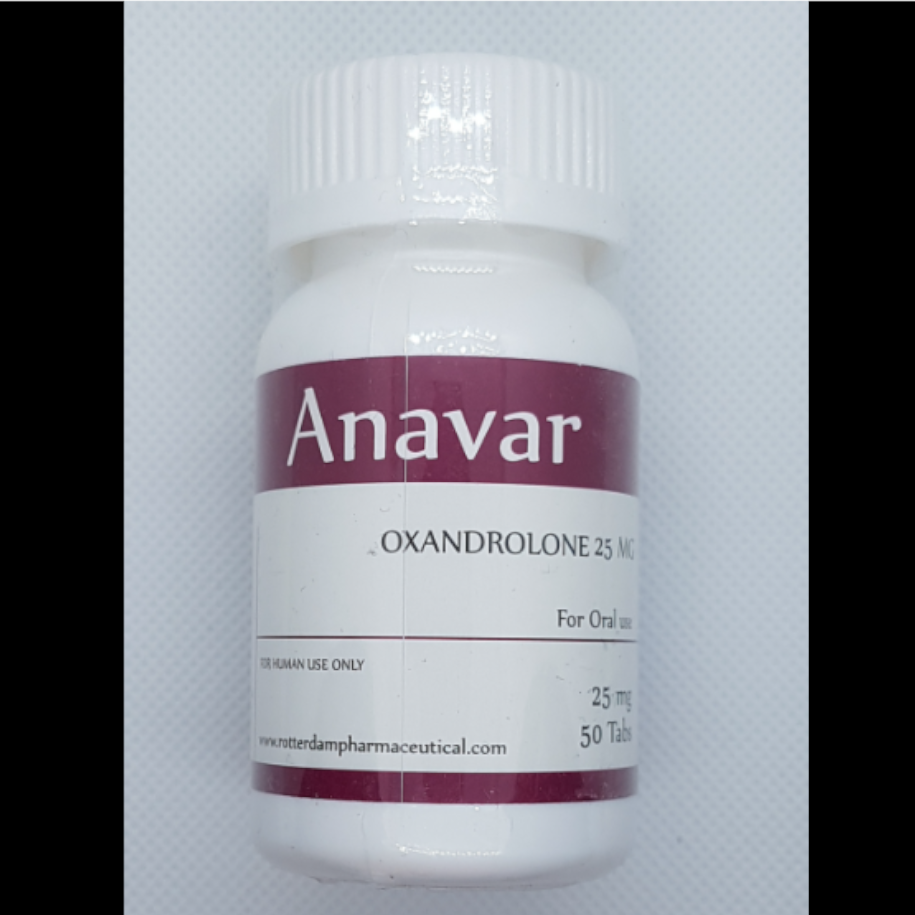 Anavar
OXANDROLONE 25 MG
For Oral use
FOR HUMAN USE ONLY
25 mg
50 Tabs
www.rotterdampharmaceutical.com